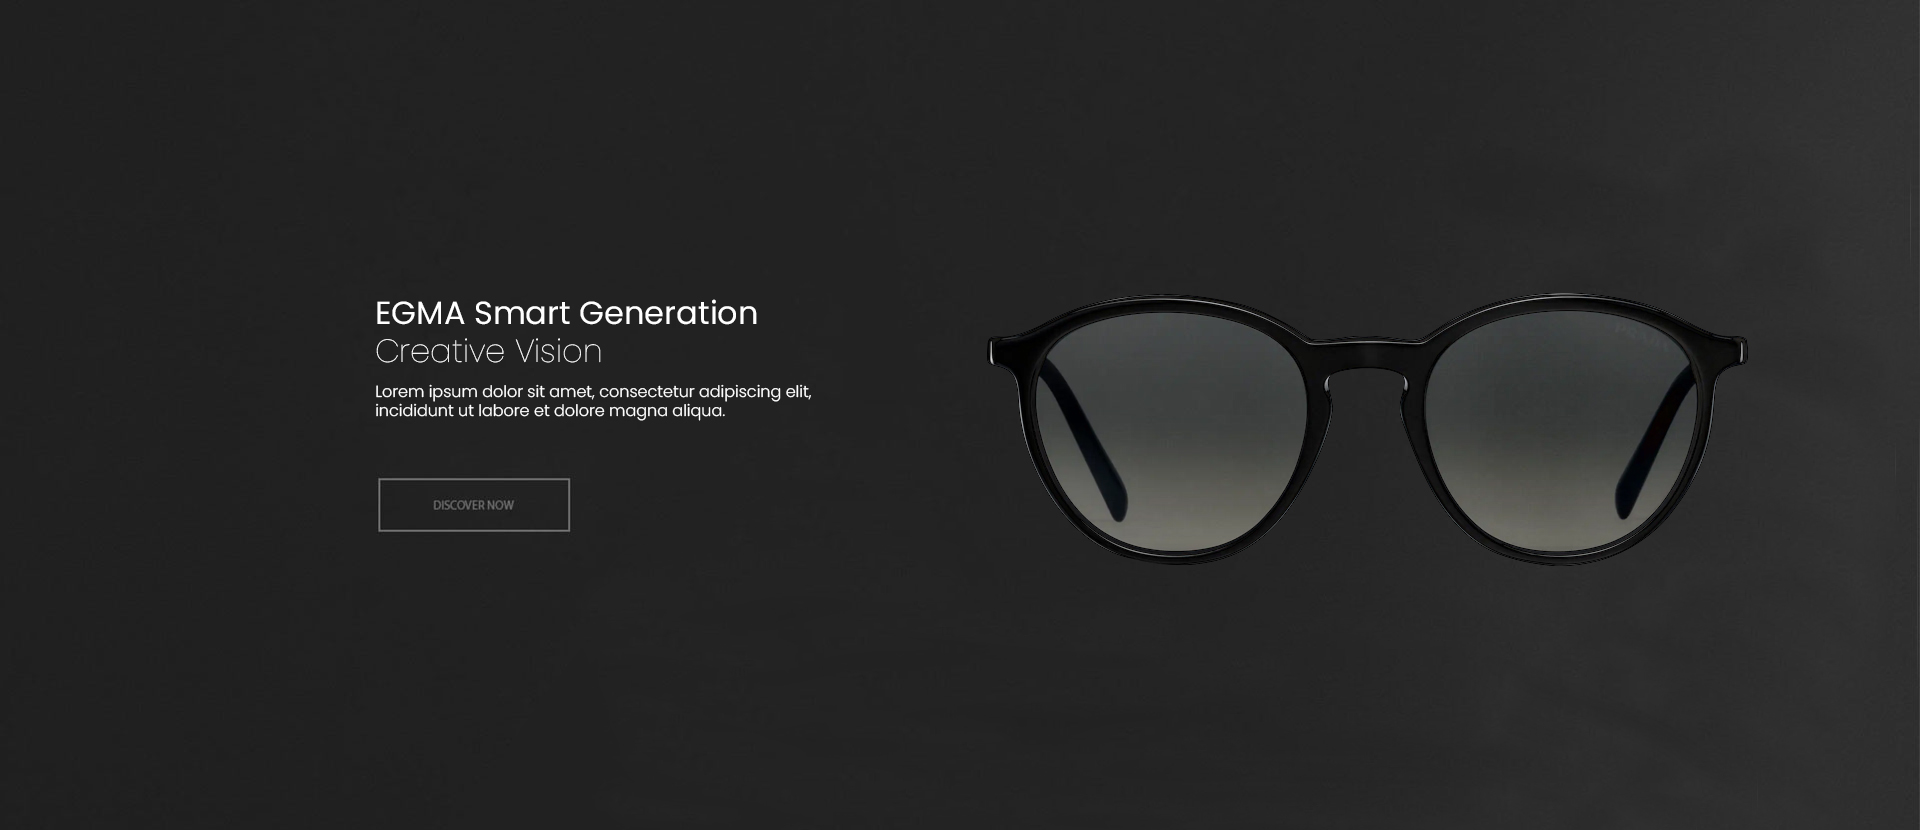 EGMA Smart Generation
Creative Vision
Lorem ipsum dolor sit amet, consectetur adipiscing elit,
incididunt ut labore et dolore magna aliqua.
DISCOVER NOW